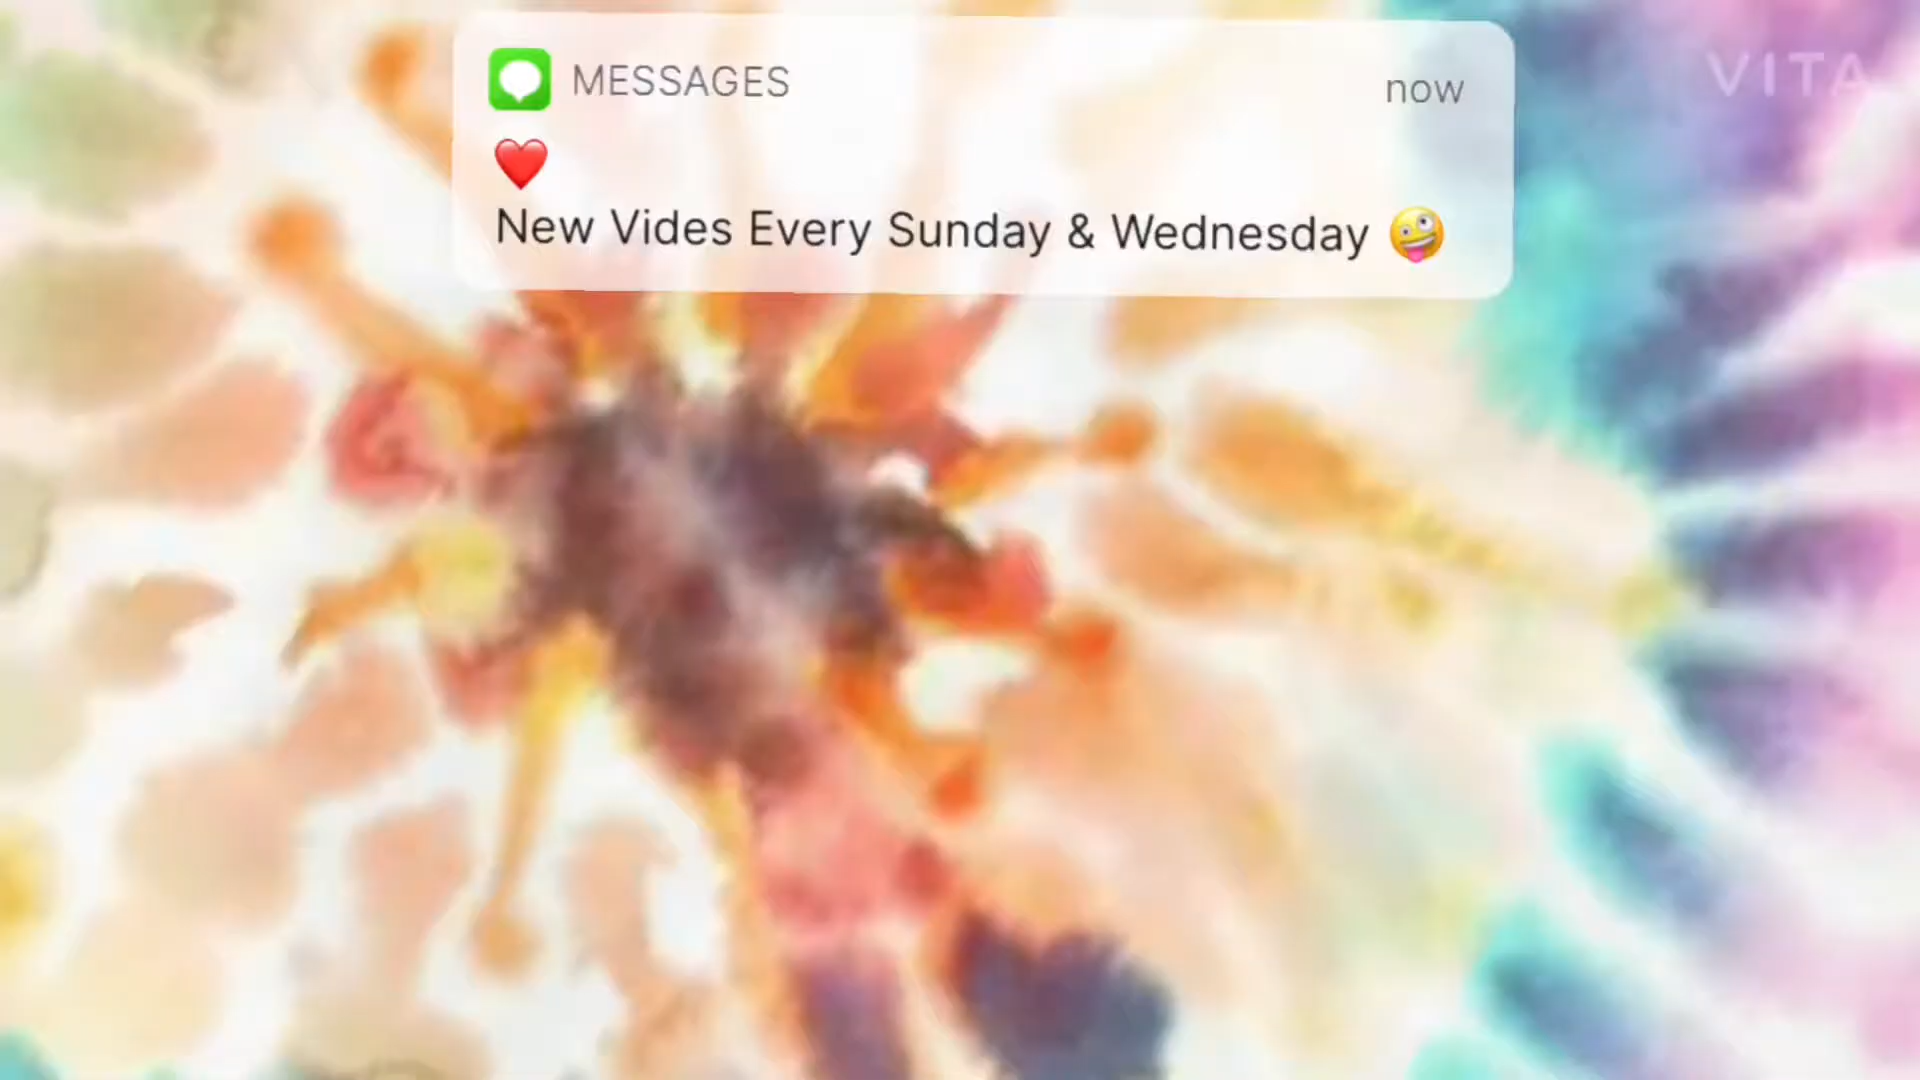 MESSAGES
now
VITA
❤️
New Vides Every Sunday & Wednesday 🤪